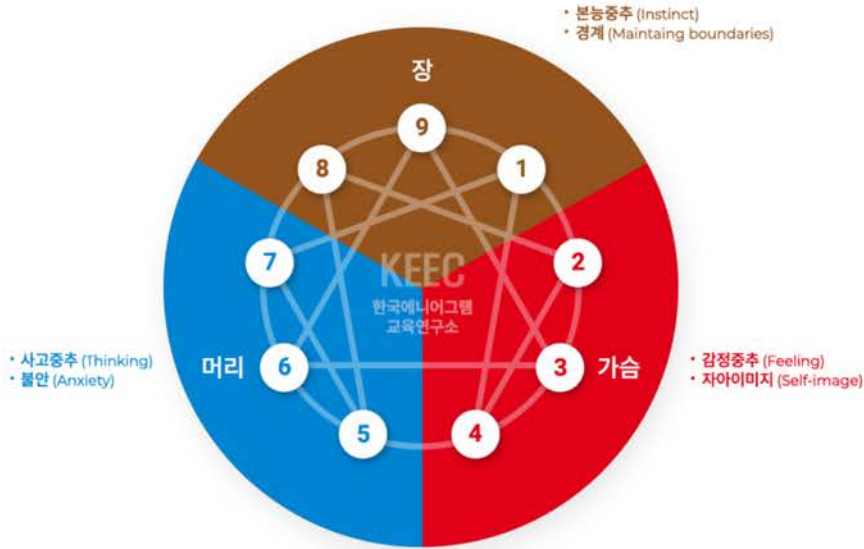 • 본능중추 (Instinct)
• 경계 (Maintaing boundaries)
장
9
8
1
7
2
KEEC
한국에니어그램
교육연구소
• 사고중추 (Thinking)
• 불안 (Anxiety)
머리
6
3
가슴
• 감정중추 (Feeling)
• 자아이미지 (Self-image)
5
4